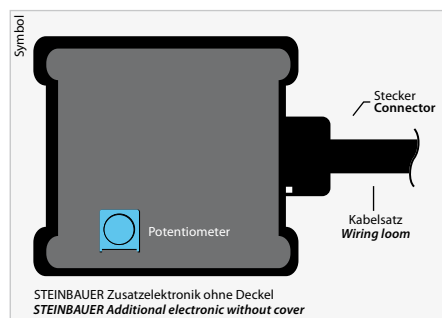 Symbol
Stecker
Connector
Potentiometer
Kabelsatz
Wiring loom
STEINBAUER Zusatzelektronik ohne Deckel
STEINBAUER Additional electronic without cover